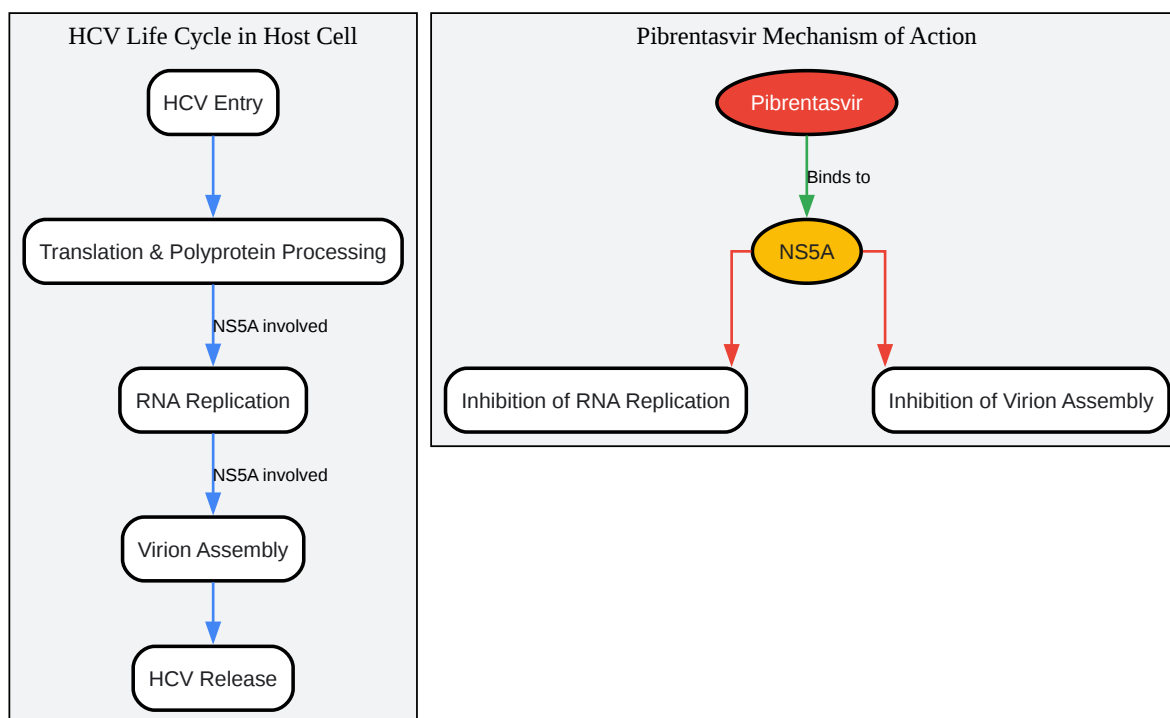 HCV Life Cycle in Host Cell
HCV Entry
Translation & Polyprotein Processing
NS5A involved
RNA Replication
NS5A involved
Virion Assembly
HCV Release
Pibrentasvir Mechanism of Action
Pibrentasvir
Binds to
NS5A
Inhibition of RNA Replication
Inhibition of Virion Assembly